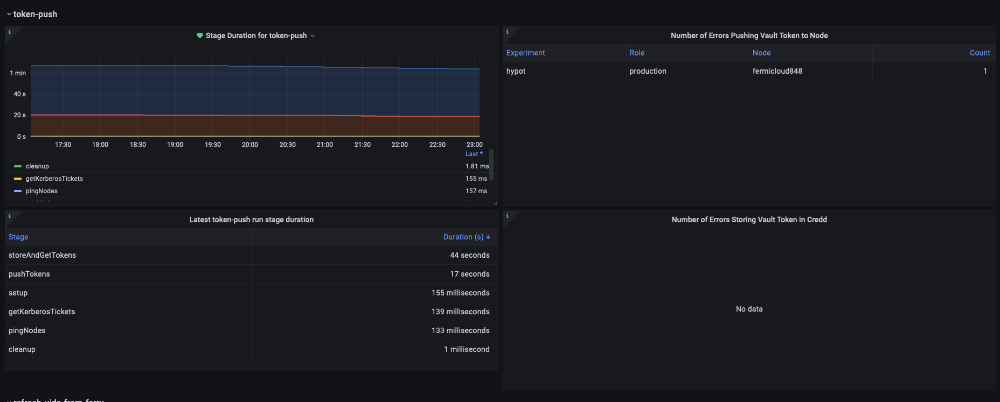 token-push
Stage Duration for token-push
1 min
40 s
20 s
0 s
17:30 18:00 18:30 19:00 19:30 20:00 20:30 21:00 21:30 22:00 22:30 23:00
Last *
cleanup 1.81 ms
getKerberosTickets 155 ms
pingNodes 157 ms
Number of Errors Pushing Vault Token to Node
Experiment Role Node Count
hypot production fermicloud848 1
Latest token-push run stage duration
Stage Duration (s)
storeAndGetTokens 44 seconds
pushTokens 17 seconds
setup 155 milliseconds
getKerberosTickets 139 milliseconds
pingNodes 133 milliseconds
cleanup 1 millisecond
Number of Errors Storing Vault Token in Credd
No data